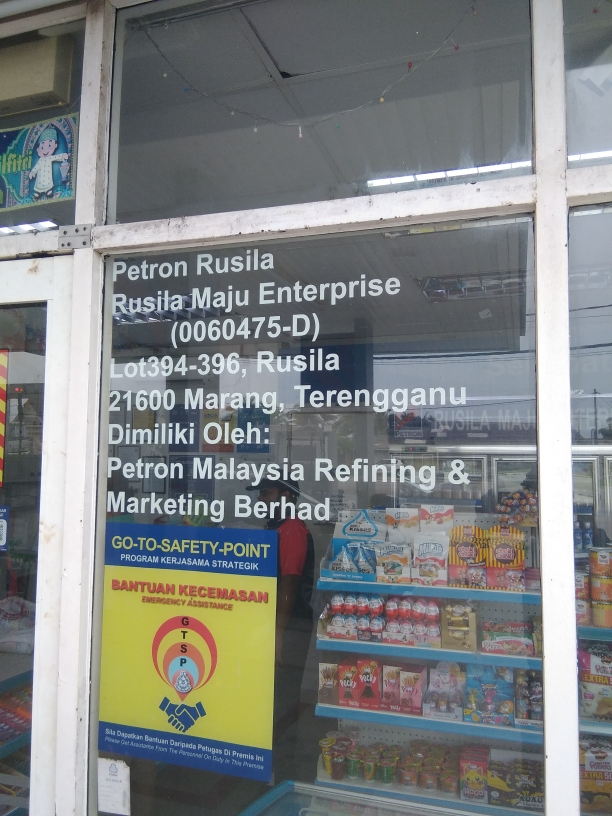 Petron Rusila
Rusila Maju Enterprise
(0060475-D)
Lot394-396, Rusila
21600 Marang, Terengganu
Dimiliki Oleh:
Petron Malaysia Refining &
Marketing Berhad
GO-TO-SAFETY-POINT
PROGRAM KERJASAMA STRATEGIK
BANTUAN KECEMASAN
EMERGENCY ASSISTANCE
GTSP
Sila Dapatkan Bantuan Daripada Petugas Di Premis Ini
Please Get Assistance From The Personnel On Duty In This Premise
RUSILA MAJU